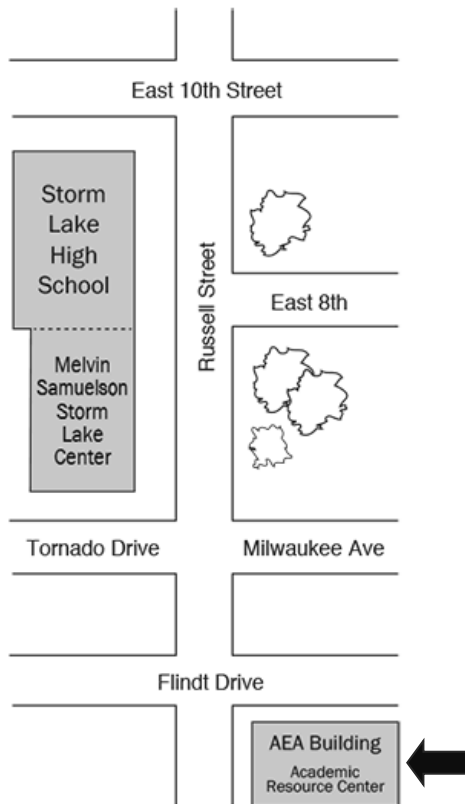 East 10th Street
Storm
Lake
High
School
Russell Street
East 8th
Melvin
Samuelson
Storm
Lake
Center
Tornado Drive
Milwaukee Ave
Flindt Drive
AEA Building
Academic
Resource Center